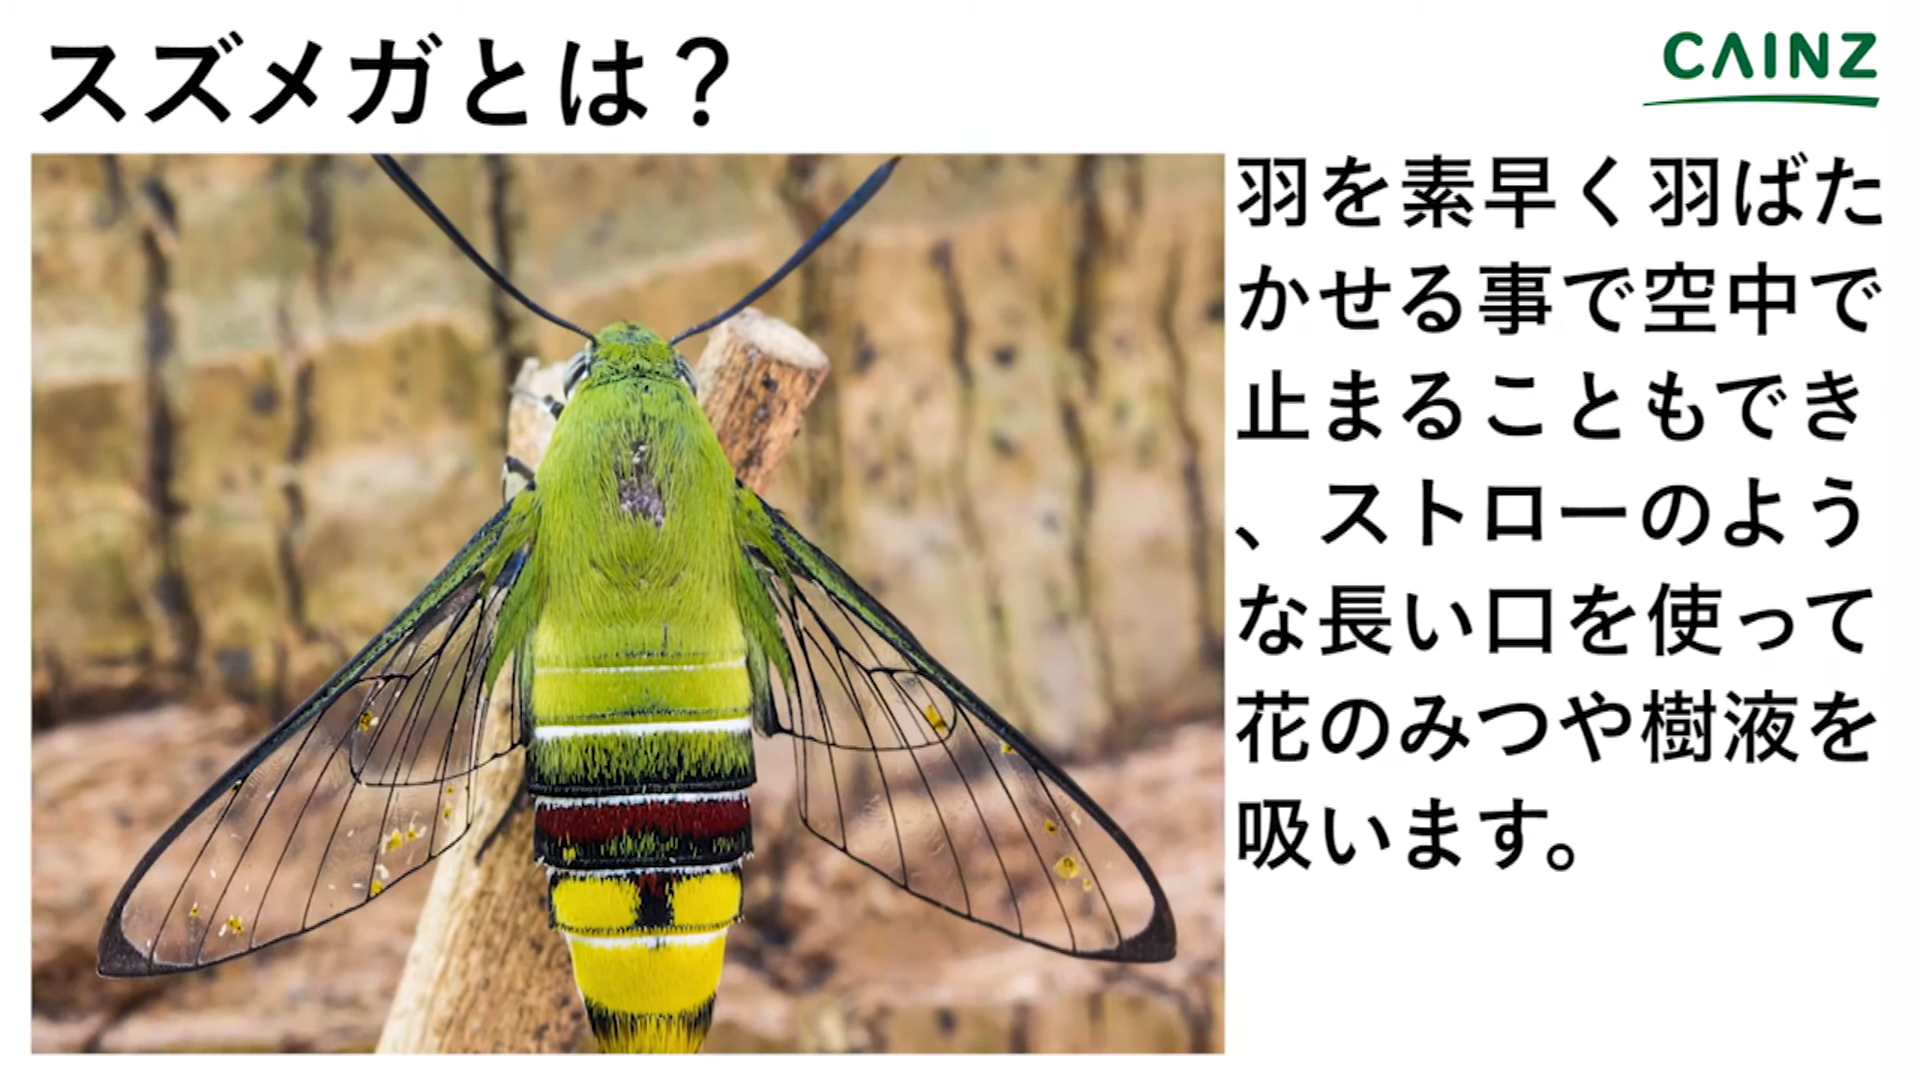 スズメガとは？
CAINZ
羽を素早く羽ばた
かせる事で空中で
止まることもでき
、ストローのよう
な長い口を使って
花のみつや樹液を
吸います。